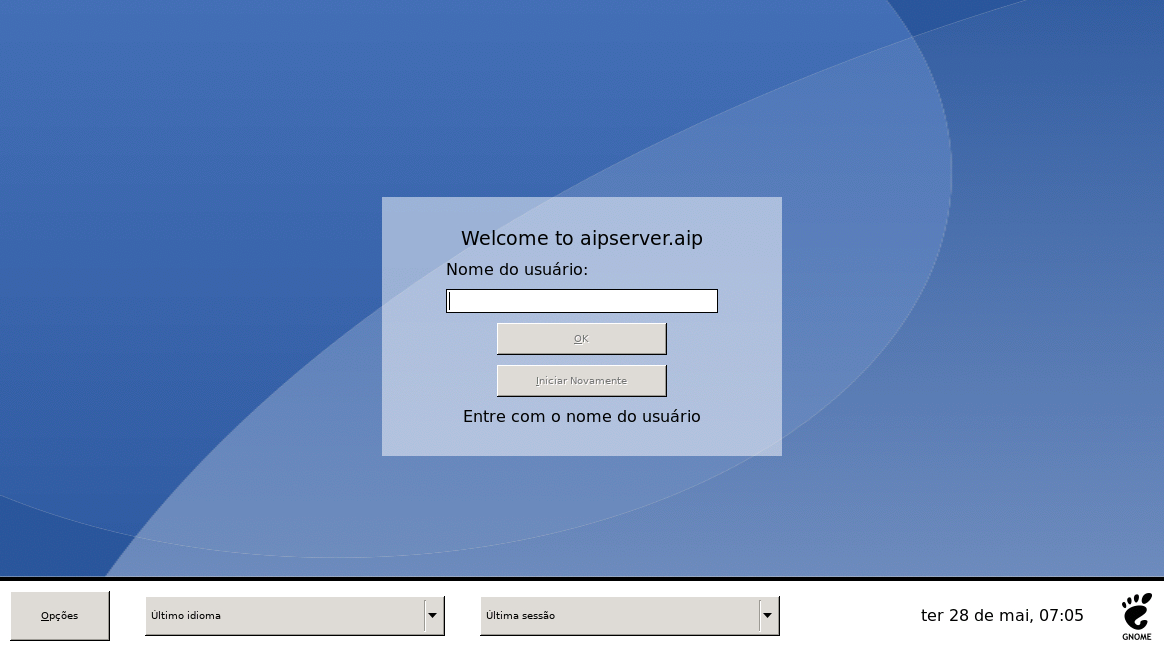 Welcome to aipserver.aip
Nome do usuário:
OK
Iniciar Novamente
Entre com o nome do usuário
Opções
Último idioma
Última sessão
ter 28 de mai, 07:05
GNOME